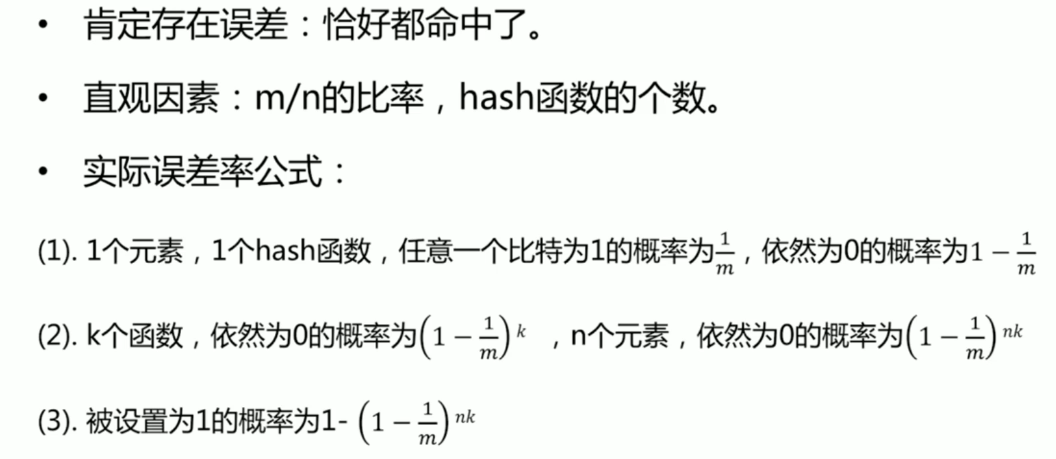 • 肯定存在误差：恰好都命中了。
• 直观因素：m/n的比率，hash函数的个数。
• 实际误差率公式：
(1). 1个元素，1个hash函数，任意一个比特为1的概率为$\frac{1}{m}$，依然为0的概率为$1-\frac{1}{m}$
(2). k个函数，依然为0的概率为$\left(1-\frac{1}{m}\right)^{k}$ ，n个元素，依然为0的概率为$\left(1-\frac{1}{m}\right)^{nk}$
(3). 被设置为1的概率为1- $\left(1-\frac{1}{m}\right)^{nk}$